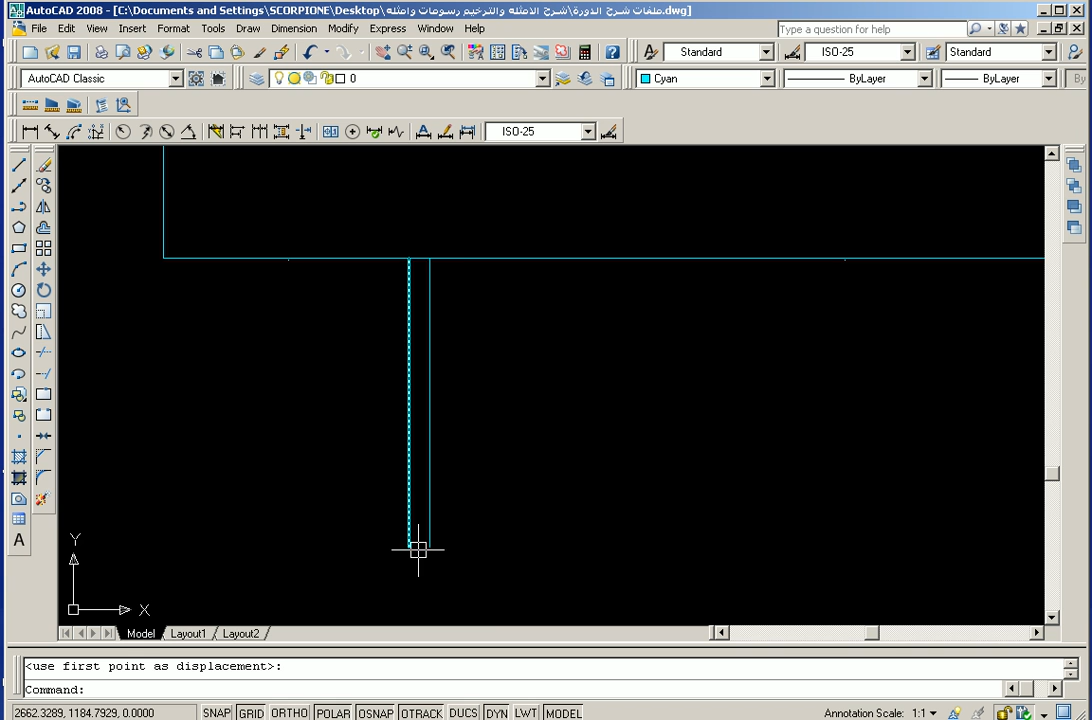 AutoCAD 2008 - [C:\Documents and Settings\SCORPIONE\Desktop\ملفات شرح الدورة\شرح الامثله والترخيم رسومات وامثله.dwg]
File Edit View Insert Format Tools Draw Dimension Modify Express Window Help Type a question for help
Standard ISO-25 Standard
AutoCAD Classic 0 Cyan ByLayer ByLayer By
ISO-25
A
Y
X
Model Layout1 Layout2
<use first point as displacement>:
Command:
2662.3289, 1184.7929, 0.0000 SNAP GRID ORTHO POLAR OSNAP OTRACK DUCS DYN LWT MODEL Annotation Scale: 1:1